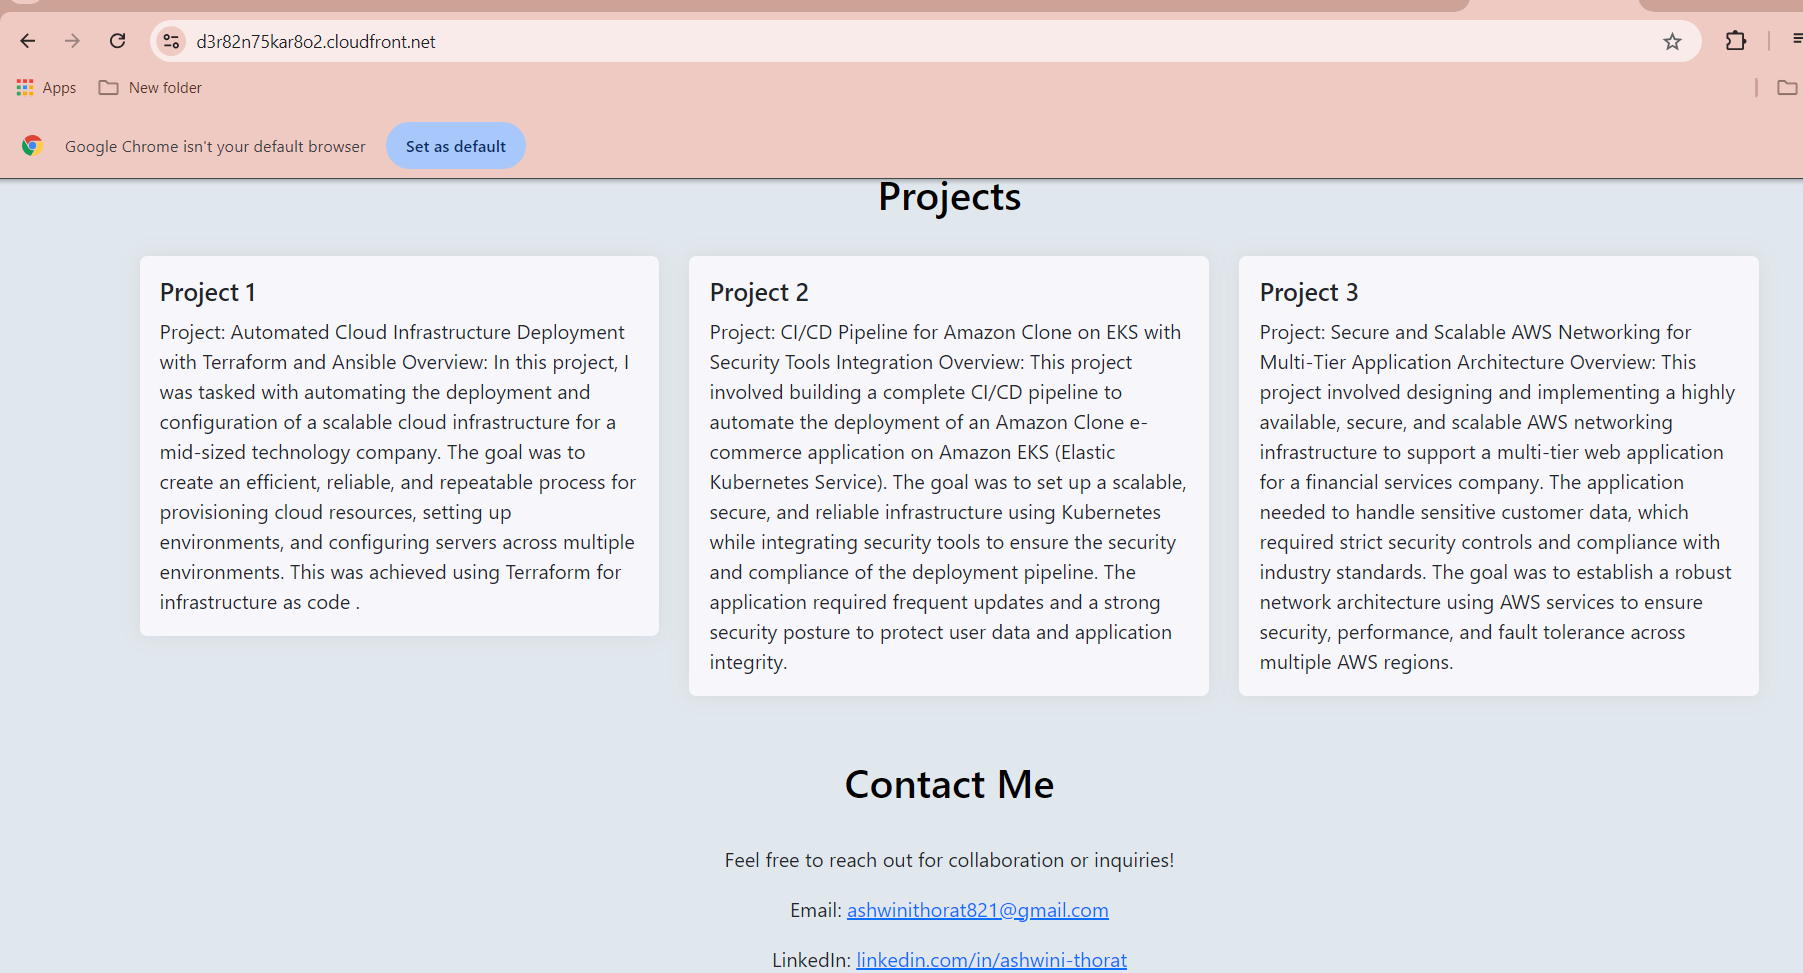 d3r82n75kar8o2.cloudfront.net
Apps New folder
Google Chrome isn't your default browser Set as default
Projects
Project 1
Project: Automated Cloud Infrastructure Deployment
with Terraform and Ansible Overview: In this project, I
was tasked with automating the deployment and
configuration of a scalable cloud infrastructure for a
mid-sized technology company. The goal was to
create an efficient, reliable, and repeatable process for
provisioning cloud resources, setting up
environments, and configuring servers across multiple
environments. This was achieved using Terraform for
infrastructure as code .
Project 2
Project: CI/CD Pipeline for Amazon Clone on EKS with
Security Tools Integration Overview: This project
involved building a complete CI/CD pipeline to
automate the deployment of an Amazon Clone e-
commerce application on Amazon EKS (Elastic
Kubernetes Service). The goal was to set up a scalable,
secure, and reliable infrastructure using Kubernetes
while integrating security tools to ensure the security
and compliance of the deployment pipeline. The
application required frequent updates and a strong
security posture to protect user data and application
integrity.
Project 3
Project: Secure and Scalable AWS Networking for
Multi-Tier Application Architecture Overview: This
project involved designing and implementing a highly
available, secure, and scalable AWS networking
infrastructure to support a multi-tier web application
for a financial services company. The application
needed to handle sensitive customer data, which
required strict security controls and compliance with
industry standards. The goal was to establish a robust
network architecture using AWS services to ensure
security, performance, and fault tolerance across
multiple AWS regions.
Contact Me
Feel free to reach out for collaboration or inquiries!
Email: ashwinithorat821@gmail.com
LinkedIn: linkedin.com/in/ashwini-thorat